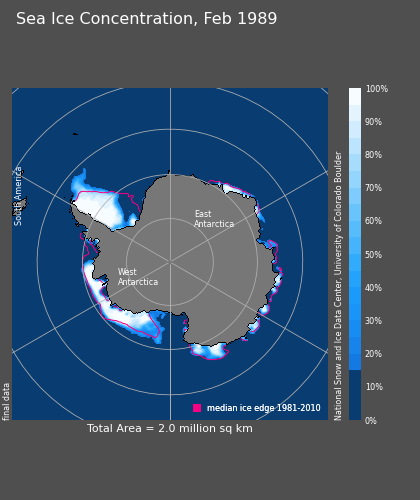 Sea Ice Concentration, Feb 1989
South America
East
Antarctica
West
Antarctica
median ice edge 1981-2010
final data
Total Area = 2.0 million sq km
100%
90%
80%
70%
60%
50%
40%
30%
20%
10%
0%
National Snow and Ice Data Center, University of Colorado Boulder